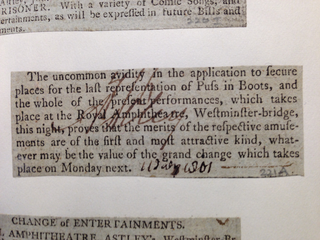 RISONER. With a variety of Comic Songs, and
ertainments, as will be expressed in future Bills and
ments.
The uncommon avidity in the application to secure
places for the laſt repreſentation of Puſs in Boots, and
the whole of the preſent performances, which takes
place at the Royal Amphitheatre, Weſtminſter-bridge,
this night, proves that the merits of the reſpective amuſe-
ments are of the firſt and moſt attractive kind, what-
ever may be the value of the grand change which takes
place on Monday next.
1801
CHANGE of ENTERTAINMENTS.
AMPHITHEATRE, ASTLEY's, Weſtminſter-Br